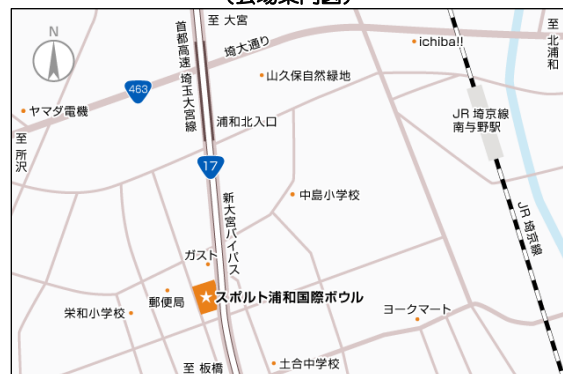 (会場案内図)
至 大宮
N
首都高速 埼玉大宮線
埼大通り
ichiba!!
至 北浦和
山久保自然緑地
463
ヤマダ電機
至 所沢
浦和北入口
JR 埼京線
南与野駅
17
中島小学校
新大宮バイパス
JR 埼京線
ガスト
郵便局
スポルト浦和国際ボウル
栄和小学校
ヨークマート
至 板橋
土合中学校